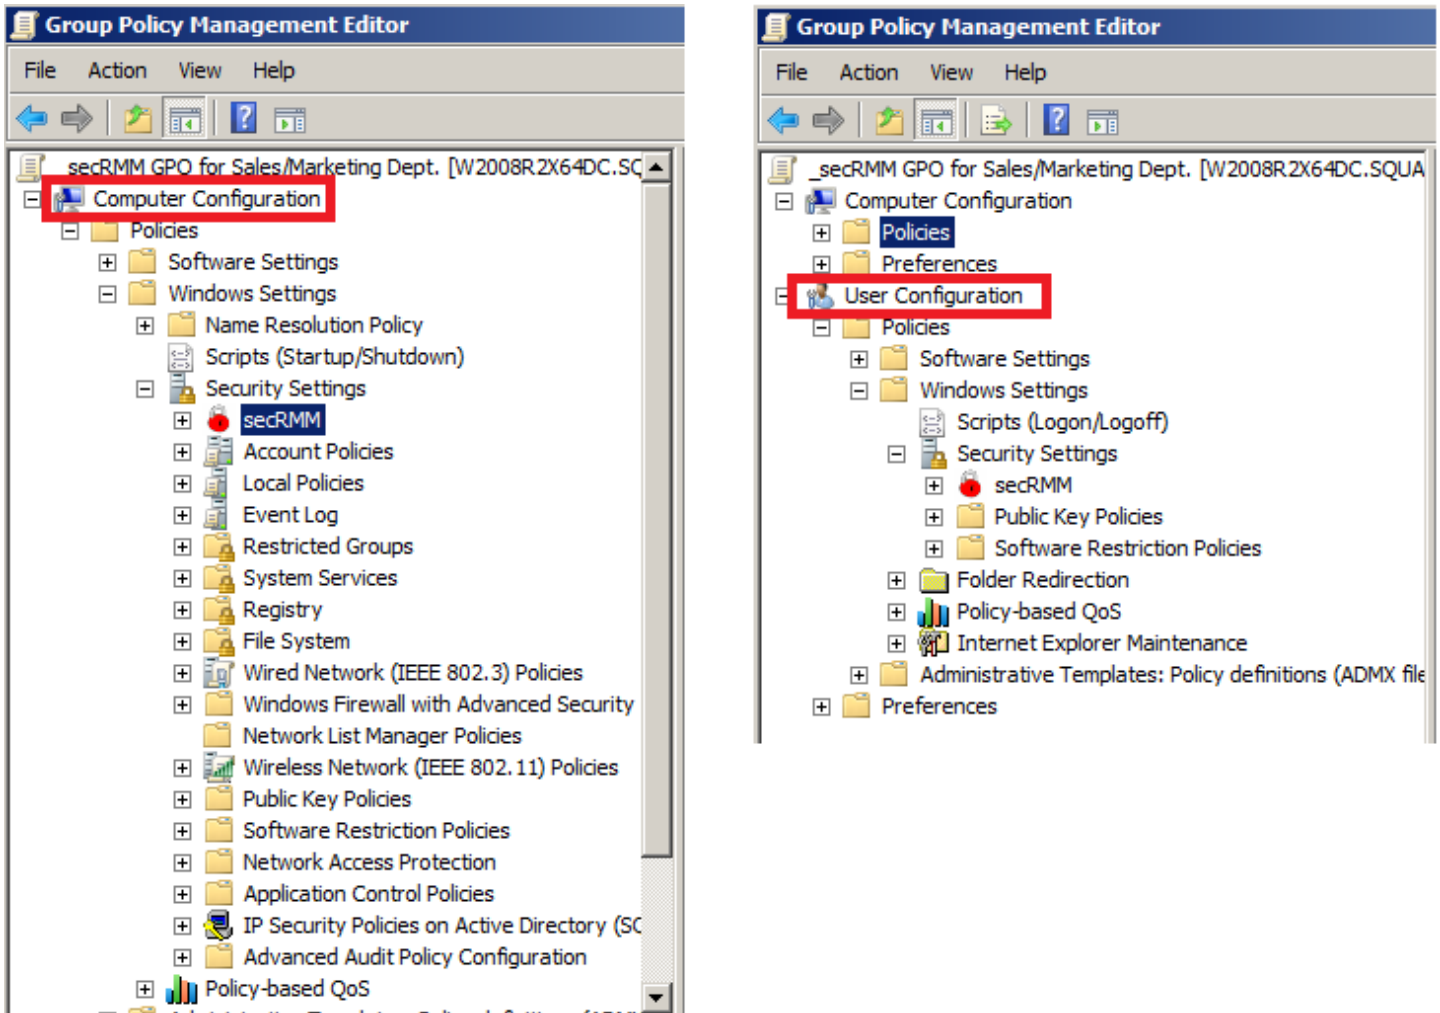 Group Policy Management Editor
File Action View Help
_secRMM GPO for Sales/Marketing Dept. [W2008R2X64DC.SQ
Computer Configuration
Policies
Software Settings
Windows Settings
Name Resolution Policy
Scripts (Startup/Shutdown)
Security Settings
secRMM
Account Policies
Local Policies
Event Log
Restricted Groups
System Services
Registry
File System
Wired Network (IEEE 802.3) Policies
Windows Firewall with Advanced Security
Network List Manager Policies
Wireless Network (IEEE 802.11) Policies
Public Key Policies
Software Restriction Policies
Network Access Protection
Application Control Policies
IP Security Policies on Active Directory (SC
Advanced Audit Policy Configuration
Policy-based QoS
Group Policy Management Editor
File Action View Help
_secRMM GPO for Sales/Marketing Dept. [W2008R2X64DC.SQUA
Computer Configuration
Policies
Preferences
User Configuration
Policies
Software Settings
Windows Settings
Scripts (Logon/Logoff)
Security Settings
secRMM
Public Key Policies
Software Restriction Policies
Folder Redirection
Policy-based QoS
Internet Explorer Maintenance
Administrative Templates: Policy definitions (ADMX file
Preferences